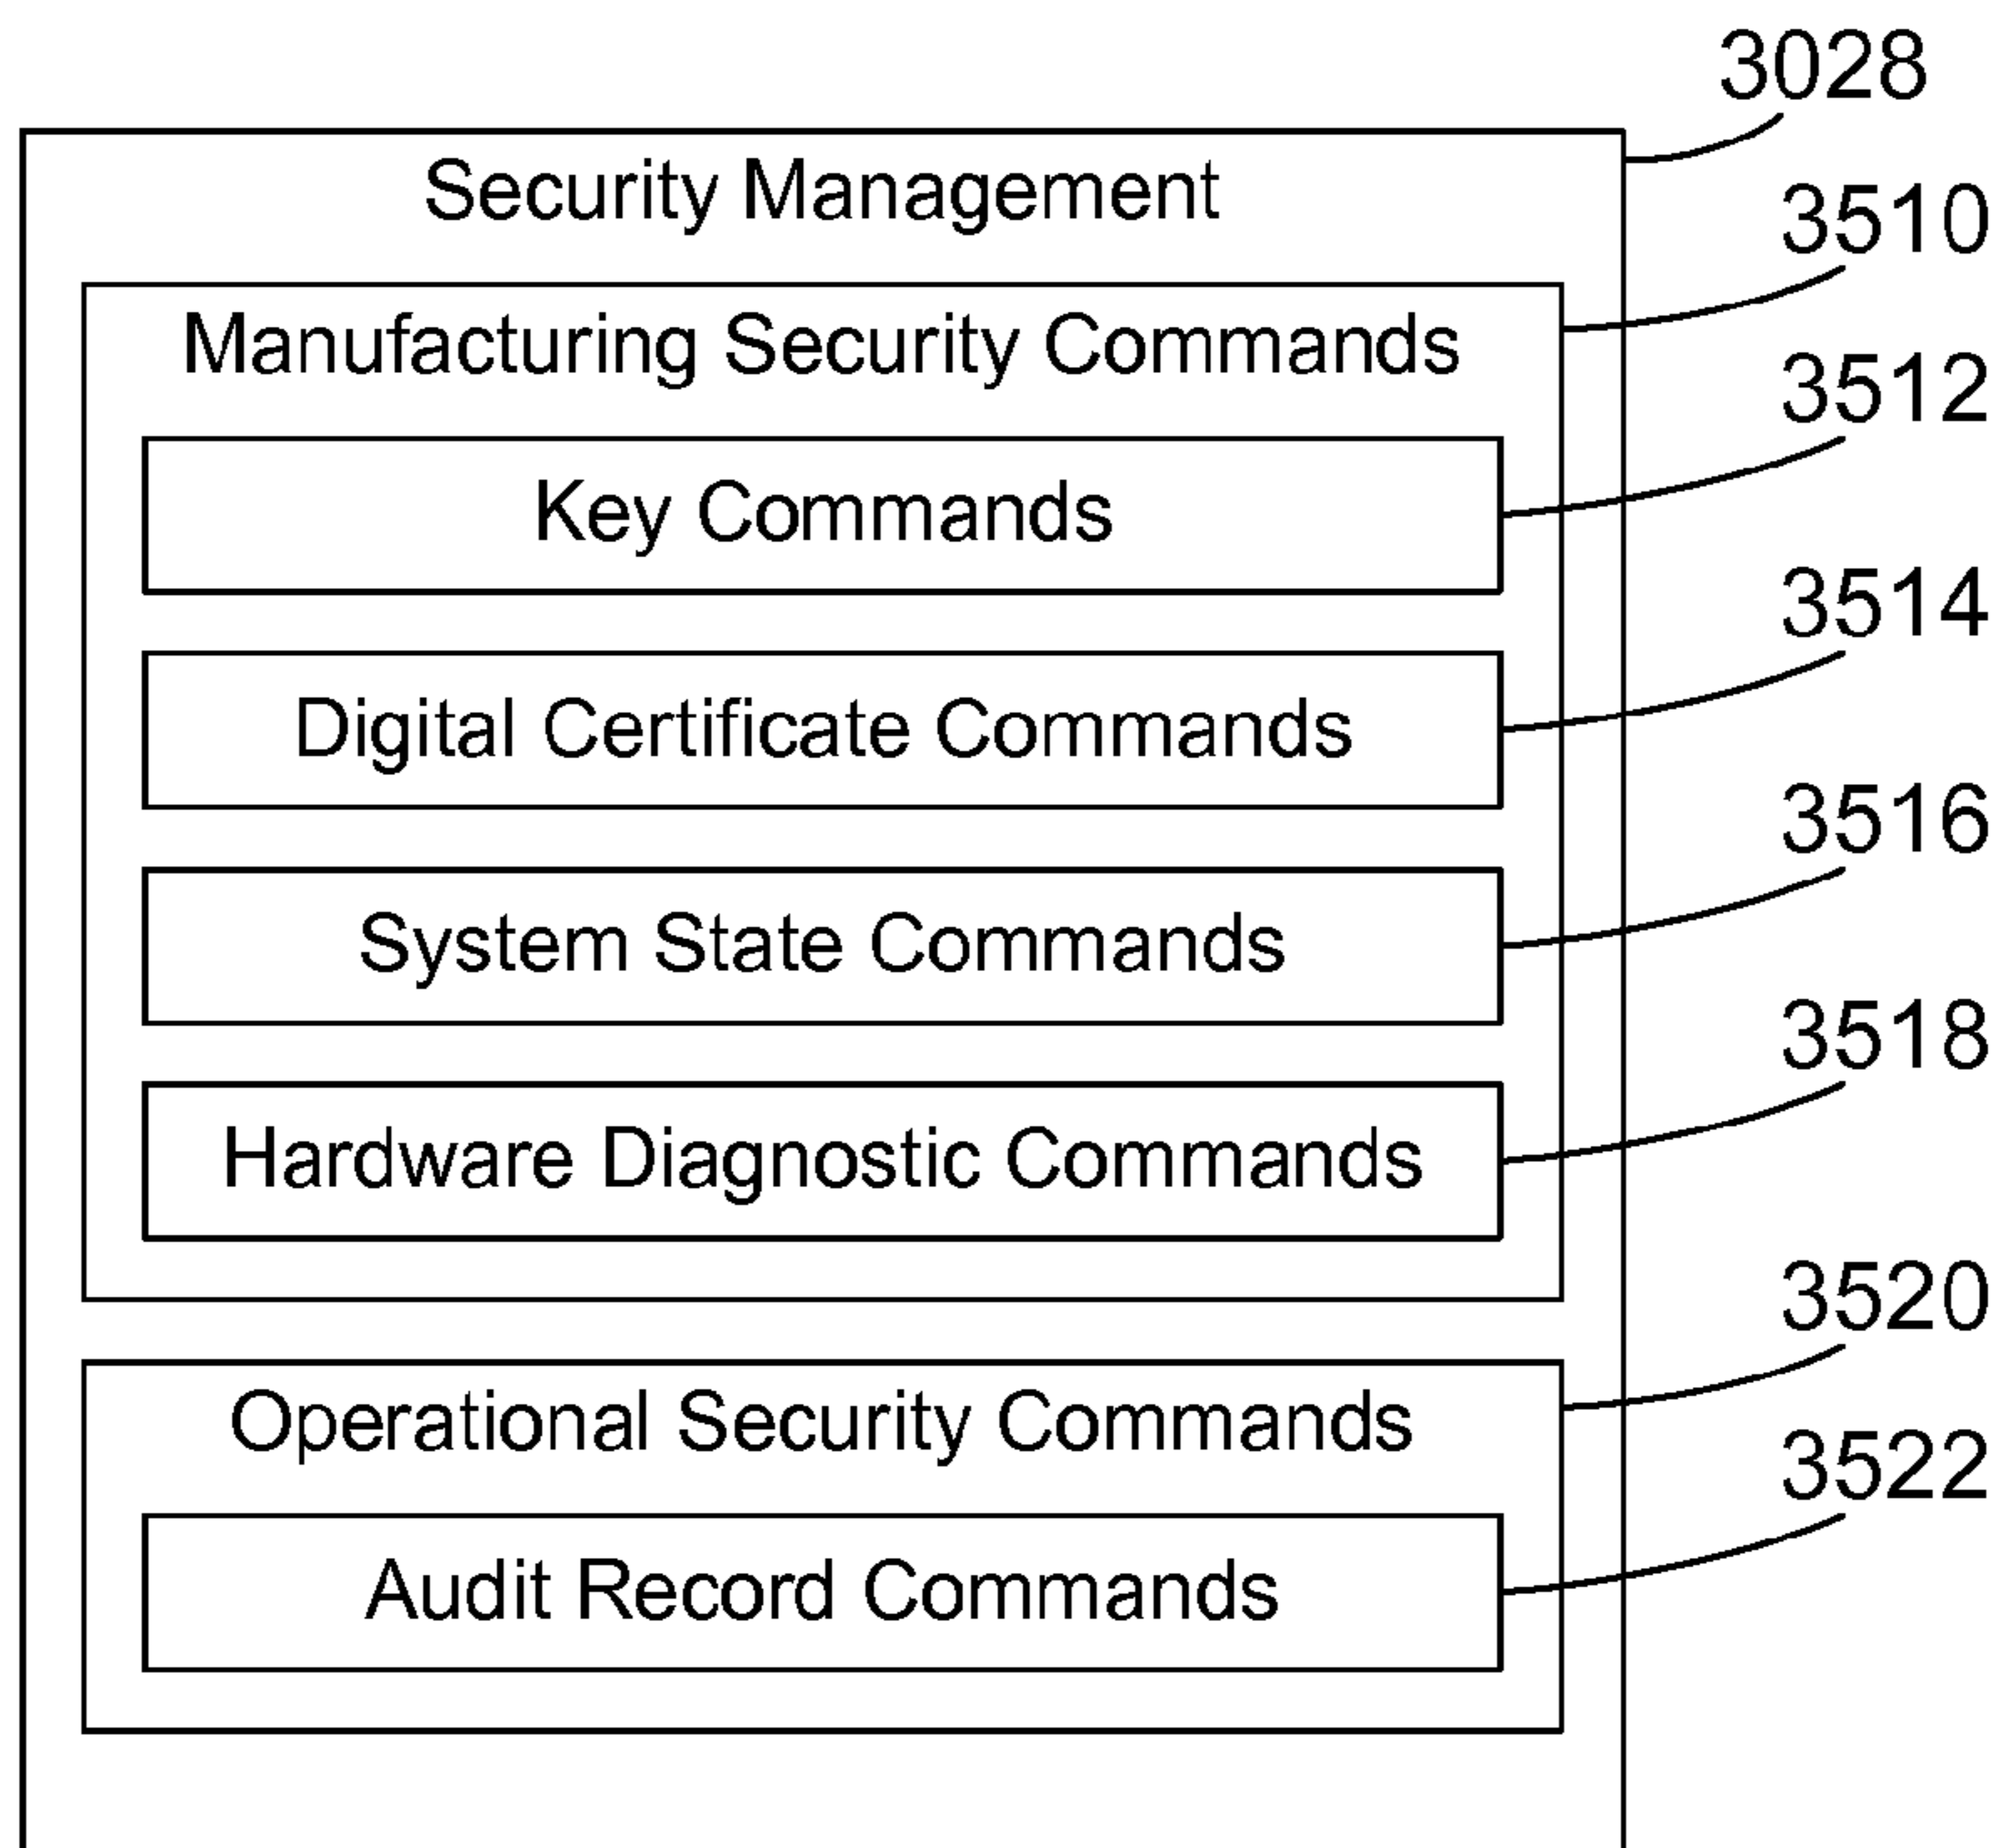 3028
Security Management
3510
Manufacturing Security Commands
3512
Key Commands
3514
Digital Certificate Commands
3516
System State Commands
3518
Hardware Diagnostic Commands
3520
Operational Security Commands
3522
Audit Record Commands